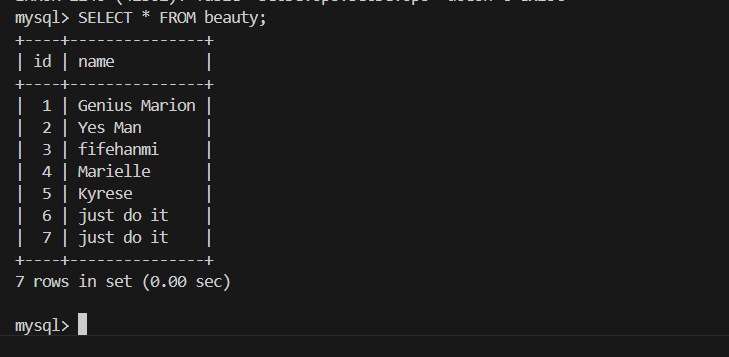 mysql> SELECT * FROM beauty;
+----+---------------+
| id | name          |
+----+---------------+
|  1 | Genius Marion |
|  2 | Yes Man       |
|  3 | fifehanmi     |
|  4 | Marielle      |
|  5 | Kyrese        |
|  6 | just do it    |
|  7 | just do it    |
+----+---------------+
7 rows in set (0.00 sec)
mysql>